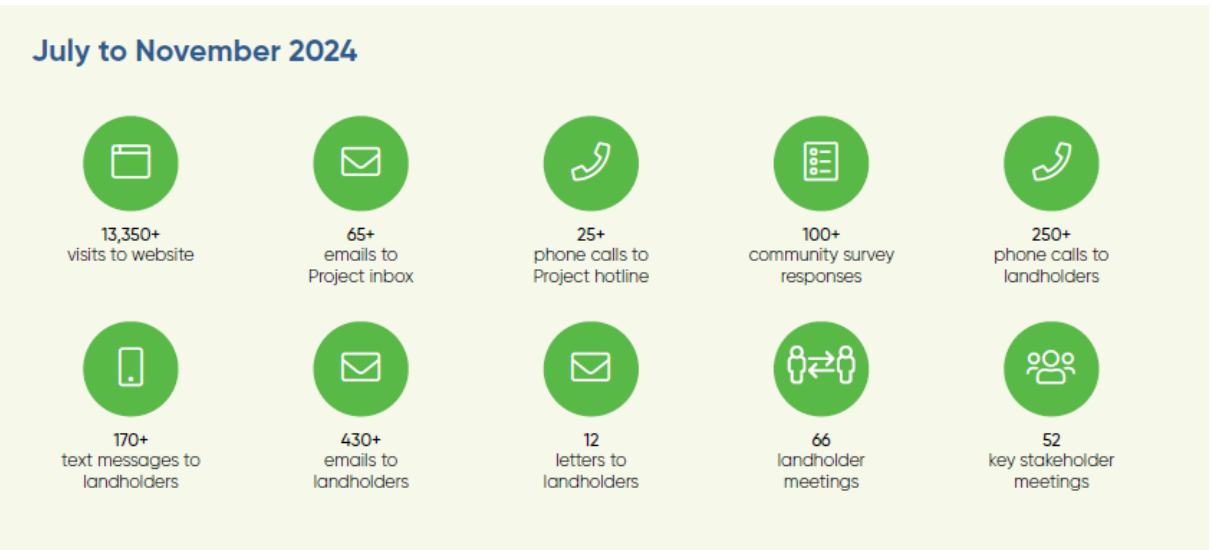 July to November 2024
13,350+
visits to website
65+
emails to
Project inbox
25+
phone calls to
Project hotline
100+
community survey
responses
250+
phone calls to
landholders
170+
text messages to
landholders
430+
emails to
landholders
12
letters to
landholders
66
landholder
meetings
52
key stakeholder
meetings